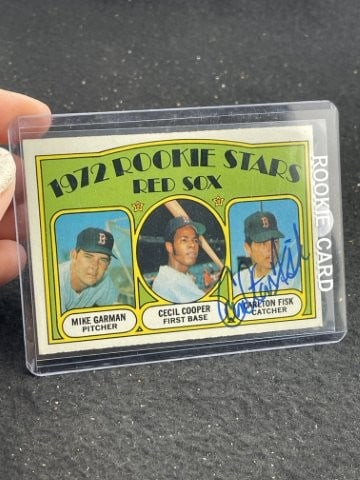 1972 ROOKIE STARS
RED SOX
MIKE GARMAN
PITCHER
CECIL COOPER
FIRST BASE
CARLTON FISK
CATCHER
ROOKIE CARD